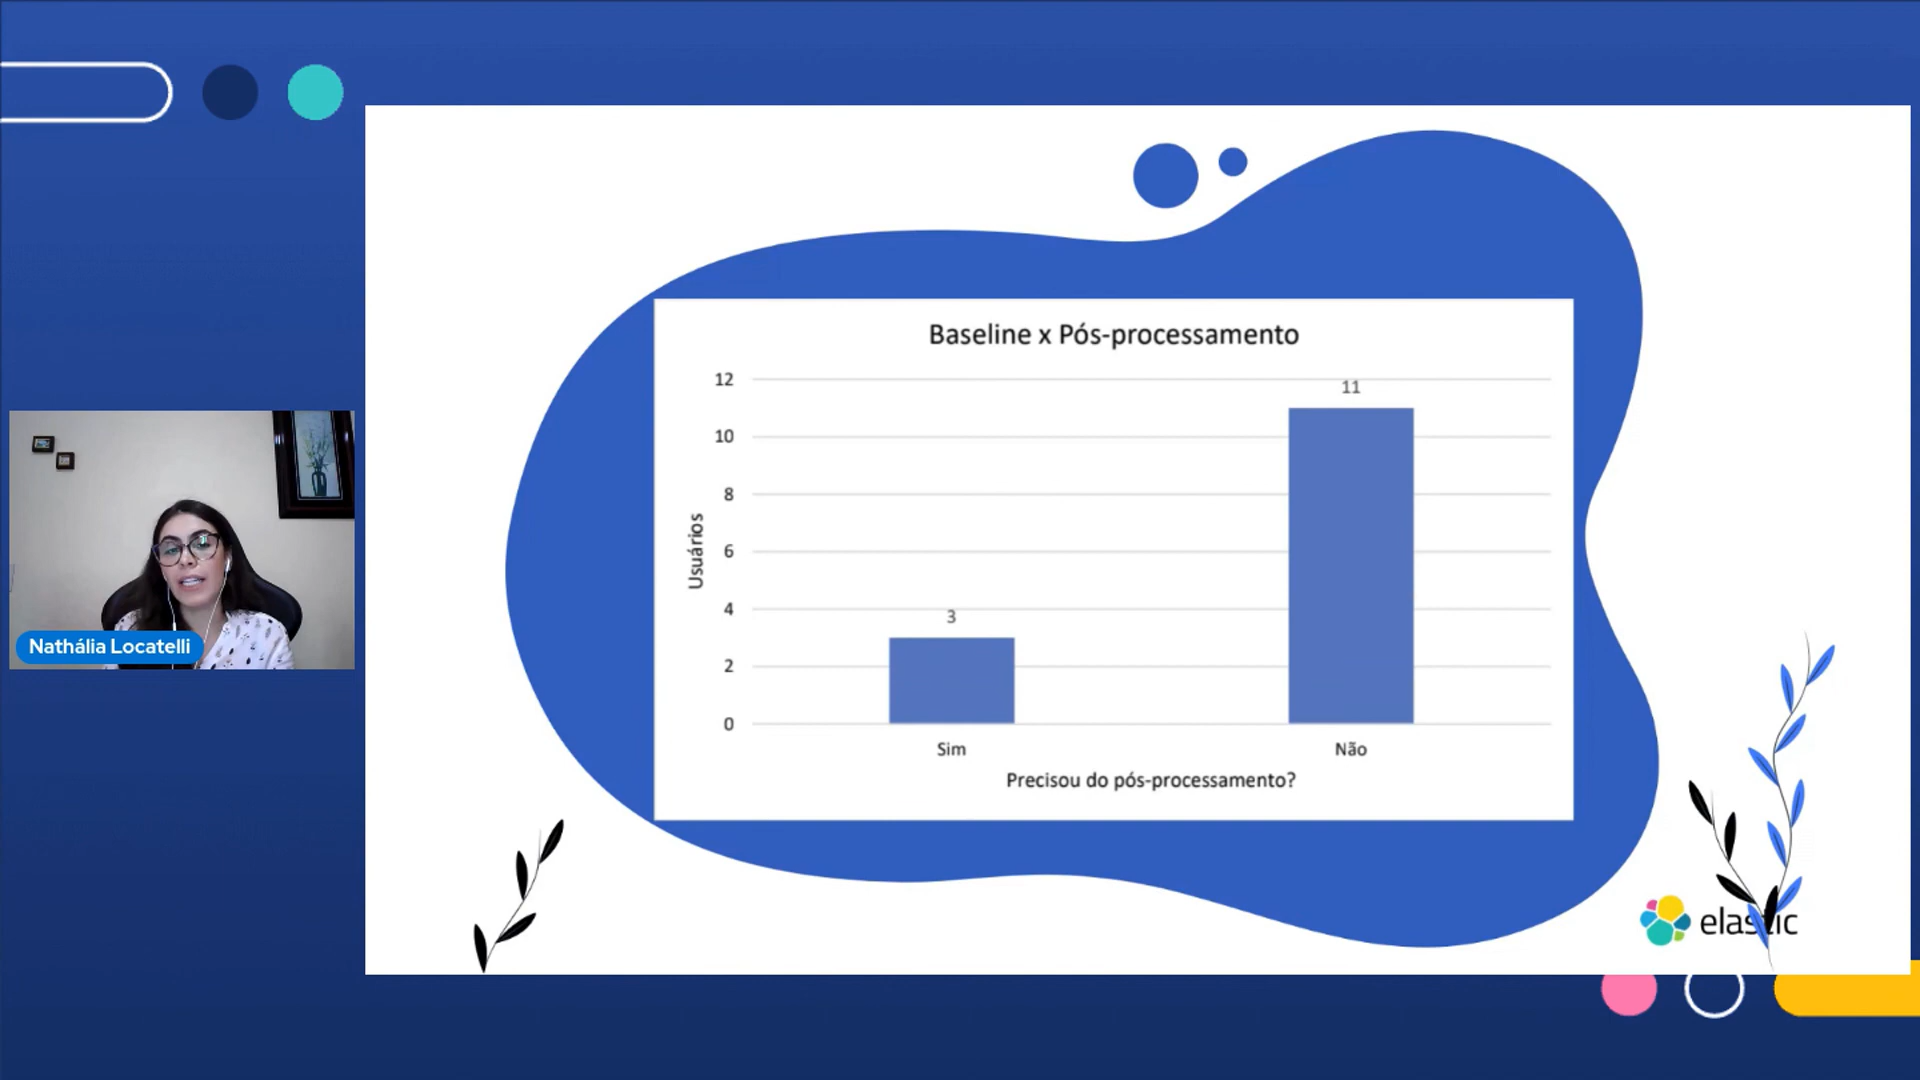 Baseline x Pós-processamento
12
11
10
8
Usuários
6
4
3
2
0
Sim
Não
Precisou do pós-processamento?
Nathália Locatelli
elastic